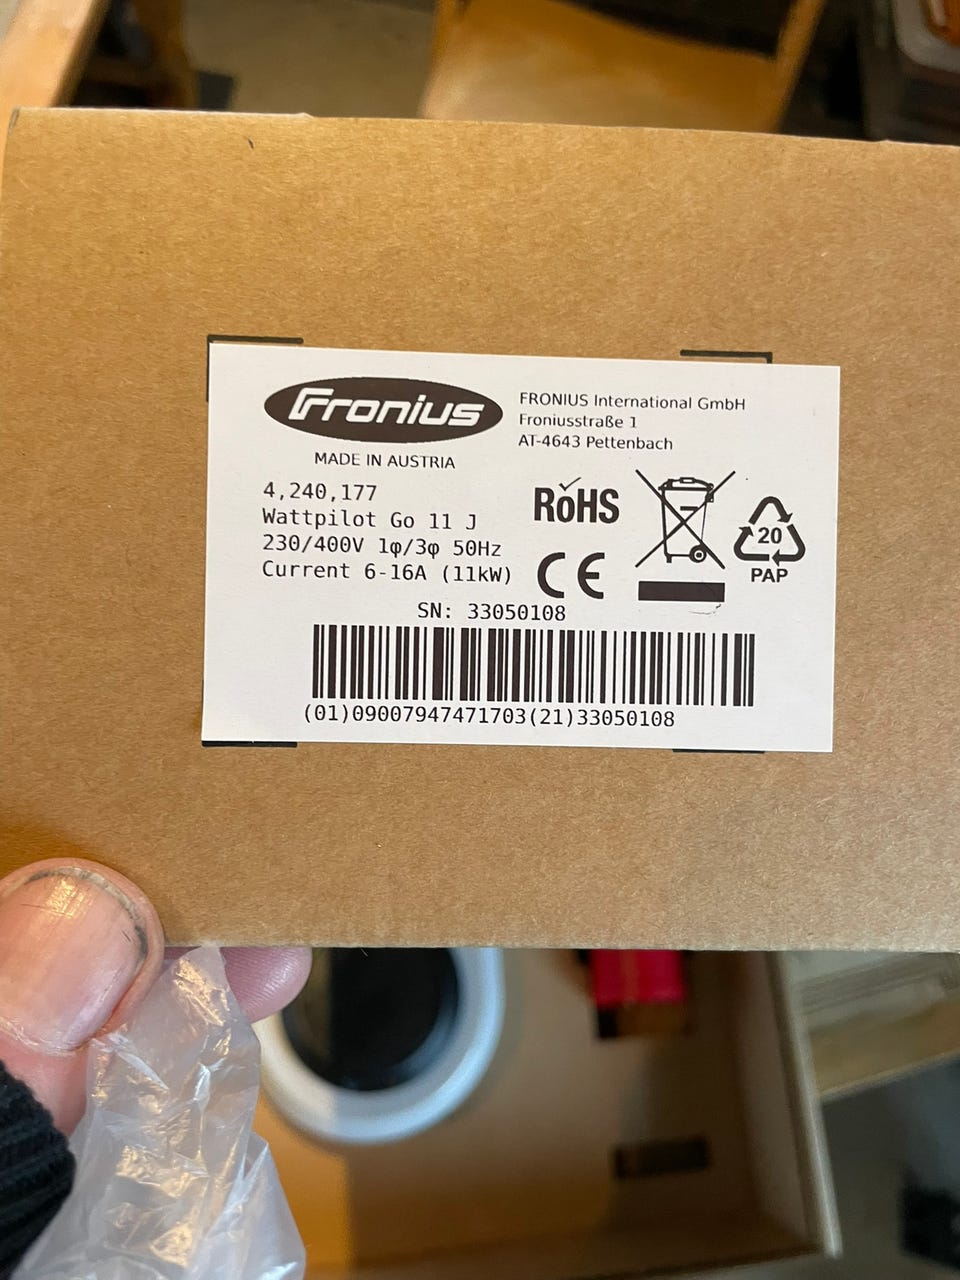 Fronius
FRONIUS International GmbH
Froniusstraße 1
AT-4643 Pettenbach
MADE IN AUSTRIA
4,240,177
Wattpilot Go 11 J
230/400V 1φ/3φ 50Hz
Current 6-16A (11kW)
RoHS
CE
20
PAP
SN: 33050108
(01)09007947471703(21)33050108